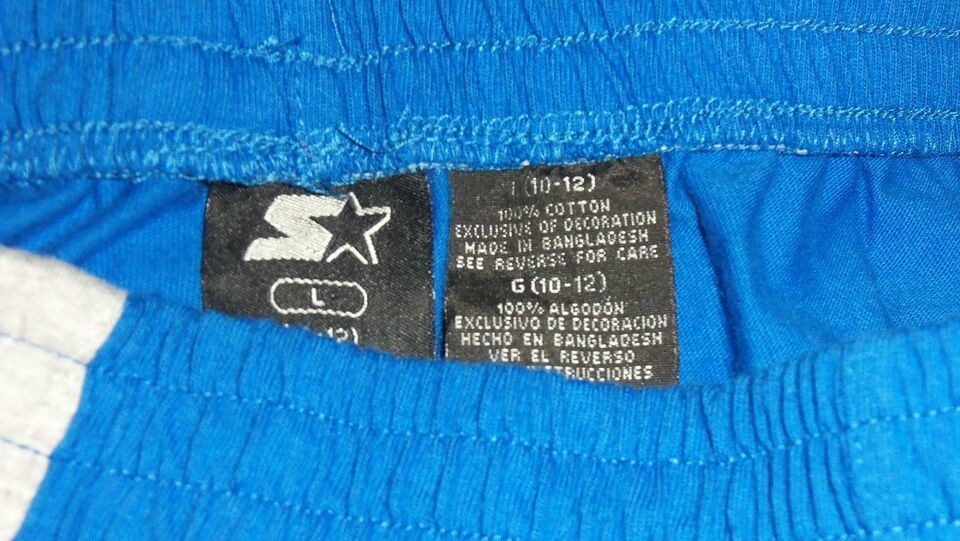 S
L
(10-12)
100% COTTON
EXCLUSIVE OF DECORATION
MADE IN BANGLADESH
SEE REVERSE FOR CARE
G (10-12)
100% ALGODÓN
EXCLUSIVO DE DECORACIÓN
HECHO EN BANGLADESH
VER EL REVERSO